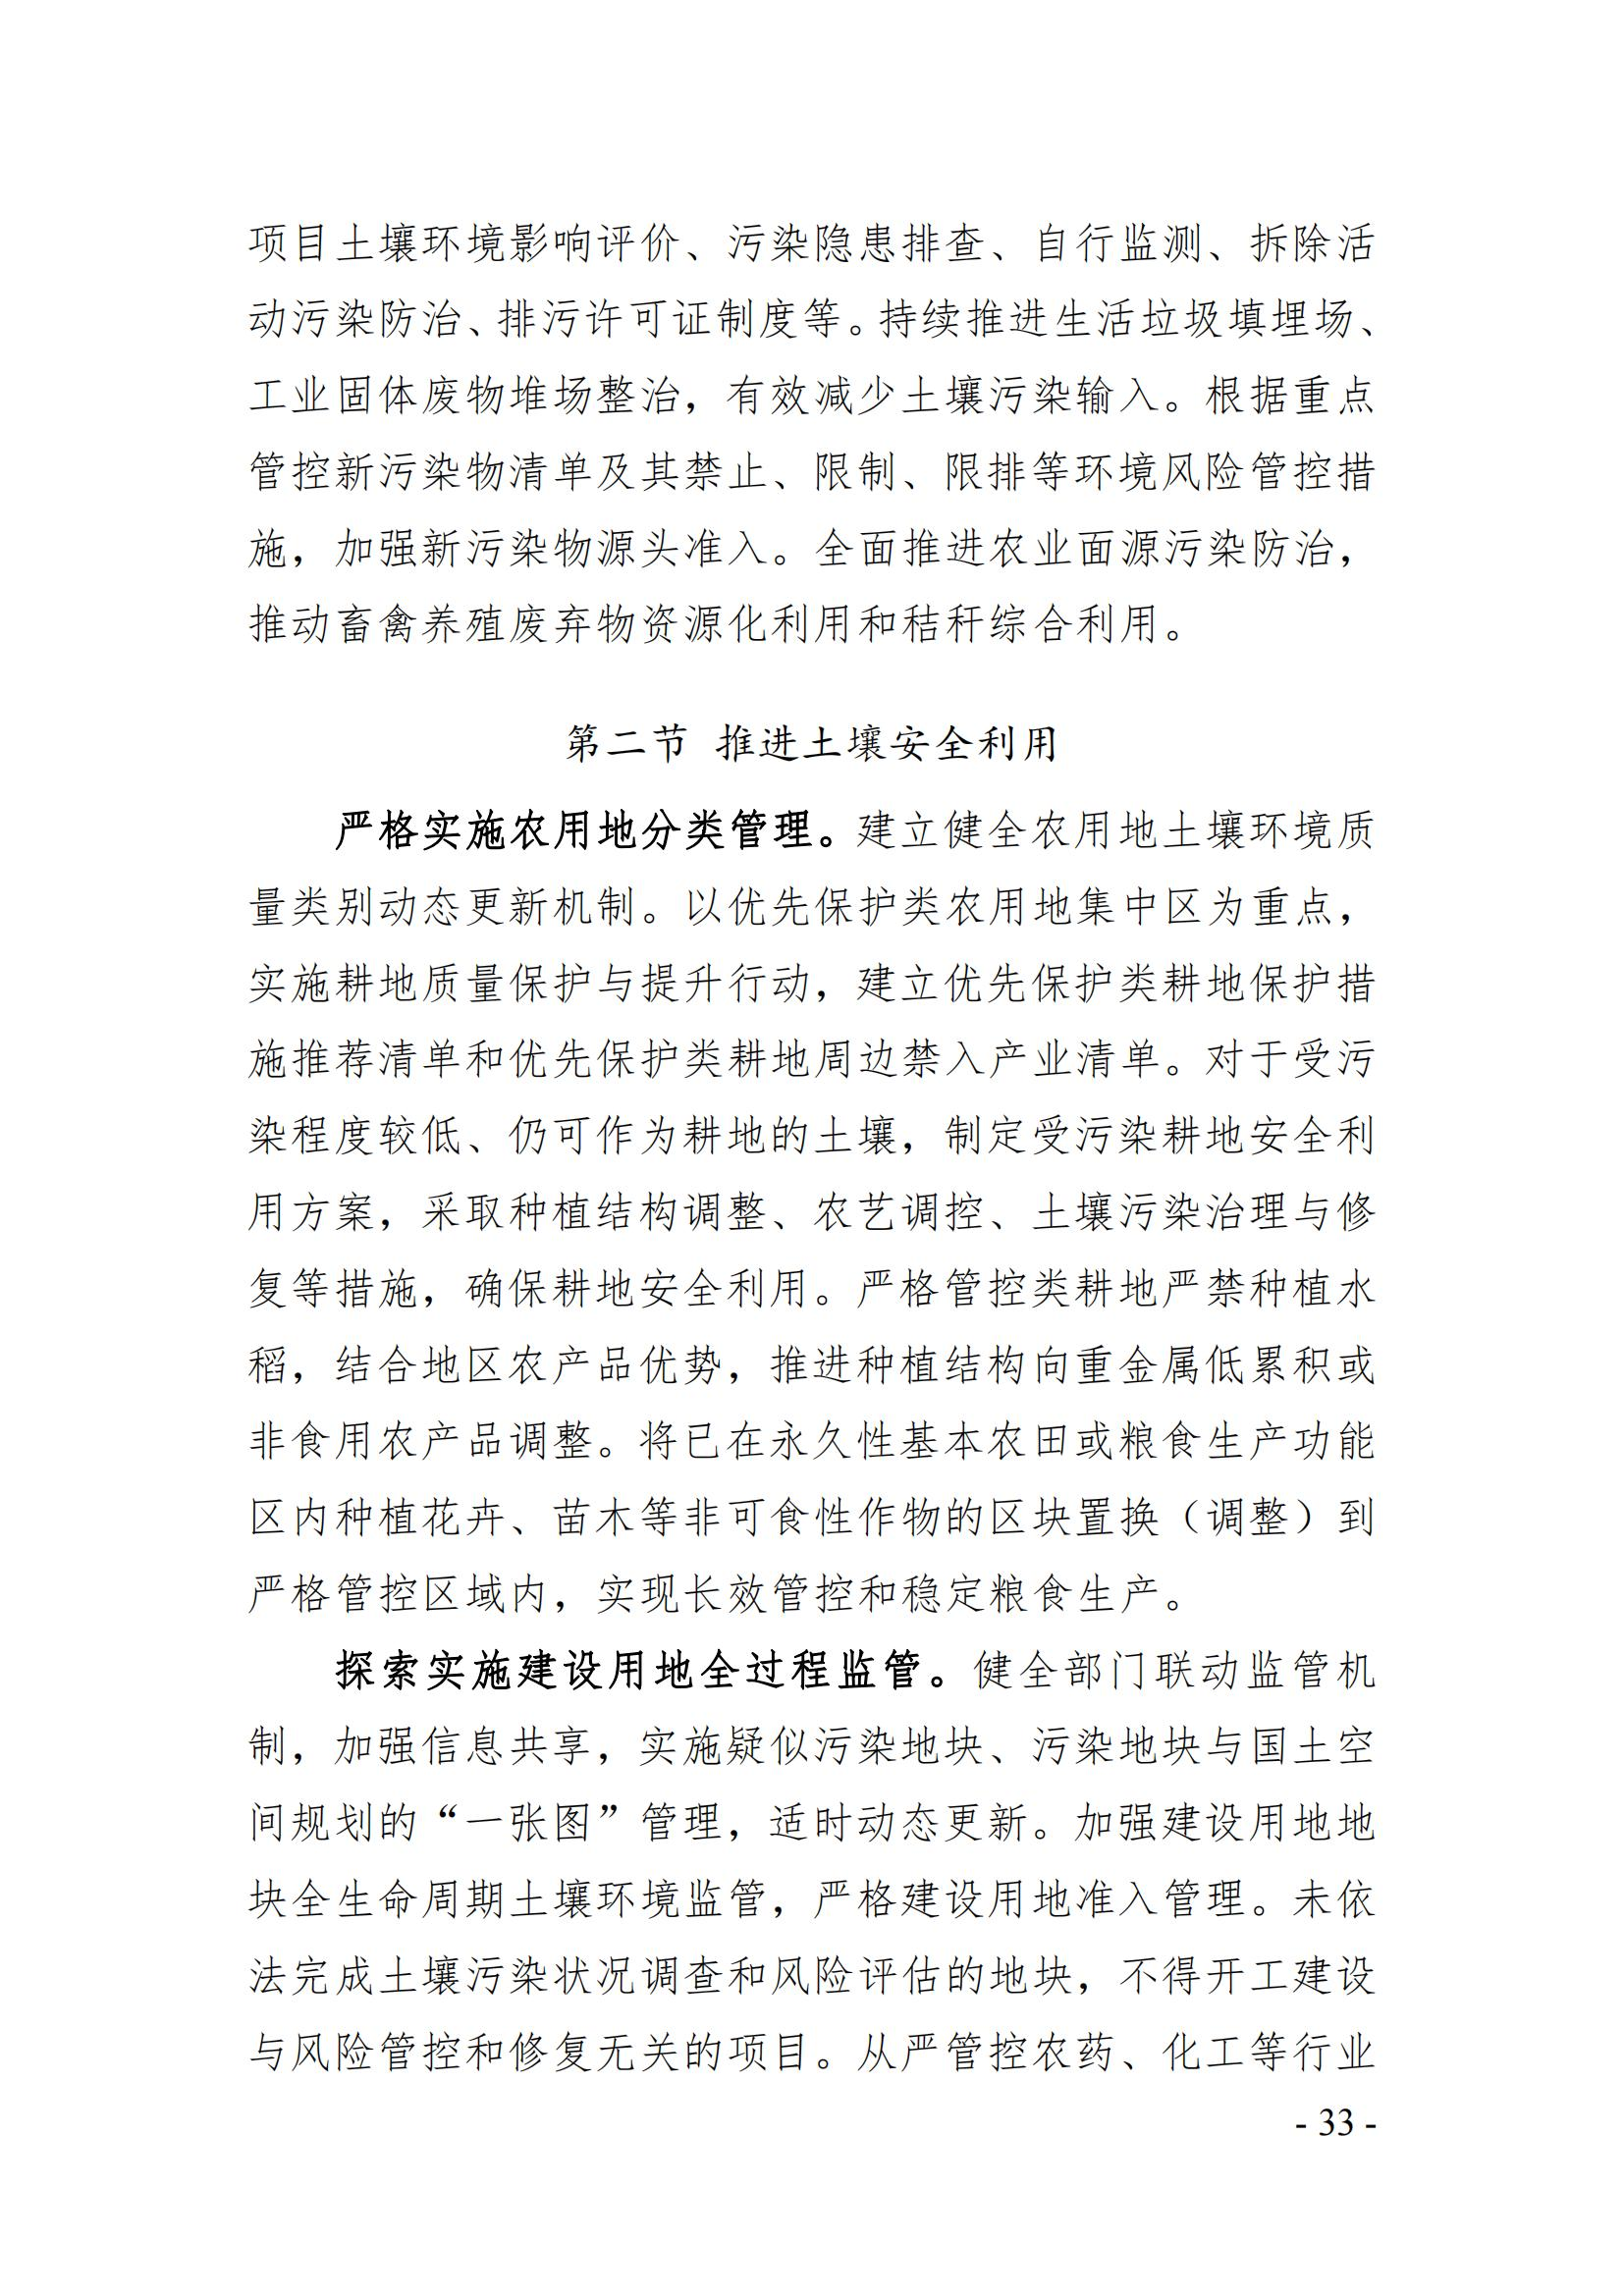 项目土壤环境影响评价、污染隐患排查、自行监测、拆除活
动污染防治、排污许可证制度等。持续推进生活垃圾填埋场、
工业固体废物堆场整治，有效减少土壤污染输入。根据重点
管控新污染物清单及其禁止、限制、限排等环境风险管控措
施，加强新污染物源头准入。全面推进农业面源污染防治，
推动畜禽养殖废弃物资源化利用和秸秆综合利用。
第二节 推进土壤安全利用
严格实施农用地分类管理。建立健全农用地土壤环境质
量类别动态更新机制。以优先保护类农用地集中区为重点，
实施耕地质量保护与提升行动，建立优先保护类耕地保护措
施推荐清单和优先保护类耕地周边禁入产业清单。对于受污
染程度较低、仍可作为耕地的土壤，制定受污染耕地安全利
用方案，采取种植结构调整、农艺调控、土壤污染治理与修
复等措施，确保耕地安全利用。严格管控类耕地严禁种植水
稻，结合地区农产品优势，推进种植结构向重金属低累积或
非食用农产品调整。将已在永久性基本农田或粮食生产功能
区内种植花卉、苗木等非可食性作物的区块置换（调整）到
严格管控区域内，实现长效管控和稳定粮食生产。
探索实施建设用地全过程监管。健全部门联动监管机
制，加强信息共享，实施疑似污染地块、污染地块与国土空
间规划的“一张图”管理，适时动态更新。加强建设用地地
块全生命周期土壤环境监管，严格建设用地准入管理。未依
法完成土壤污染状况调查和风险评估的地块，不得开工建设
与风险管控和修复无关的项目。从严管控农药、化工等行业
- 33 -